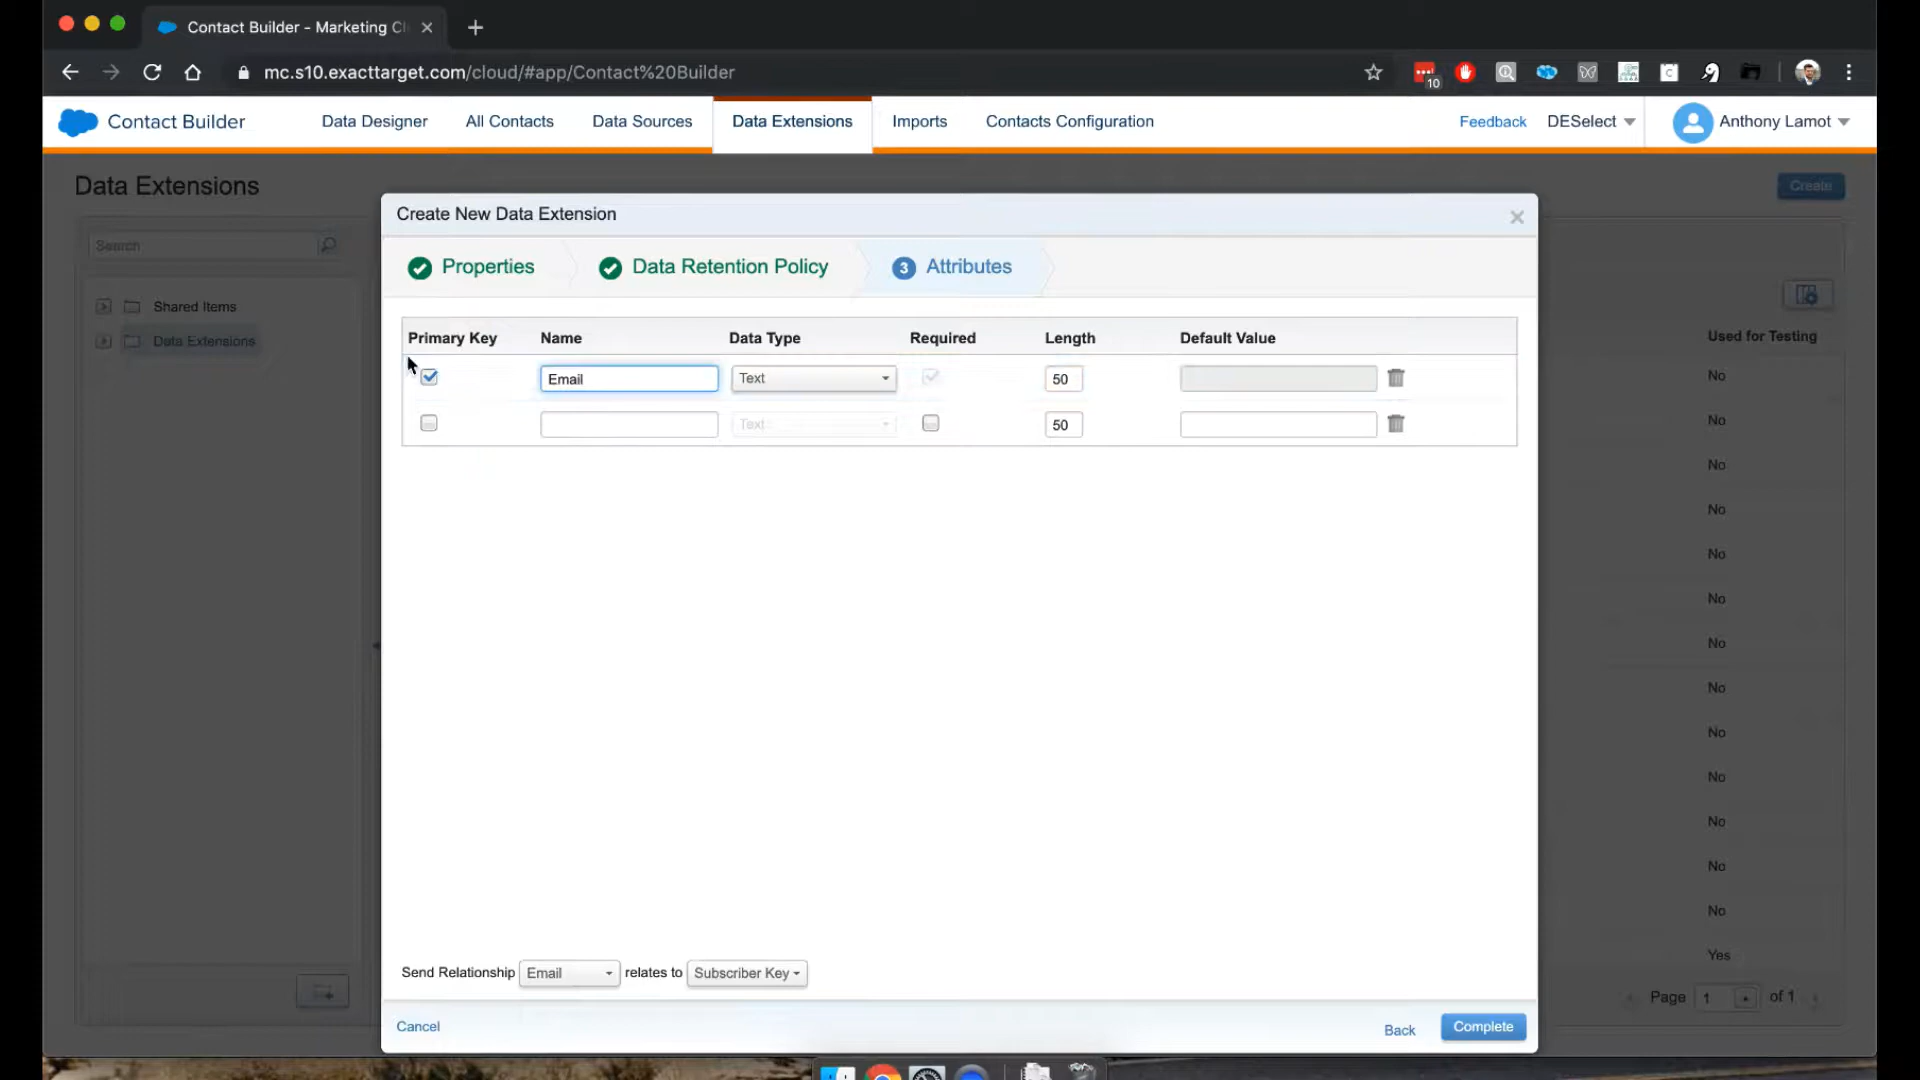 Contact Builder - Marketing Cl
mc.s10.exacttarget.com/cloud/#app/Contact%20Builder
10
Contact Builder
Data Designer
All Contacts
Data Sources
Data Extensions
Imports
Contacts Configuration
Feedback
DESelect
Anthony Lamot
Data Extensions
Create
Search
Shared Items
Data Extensions
Used for Testing
No
No
No
No
No
No
No
No
No
No
No
No
No
Yes
Page 1 of 1
Create New Data Extension
Properties
Data Retention Policy
3 Attributes
Primary Key Name Data Type Required Length Default Value
Email Text 50
Text 50
Send Relationship Email relates to Subscriber Key
Cancel
Back
Complete